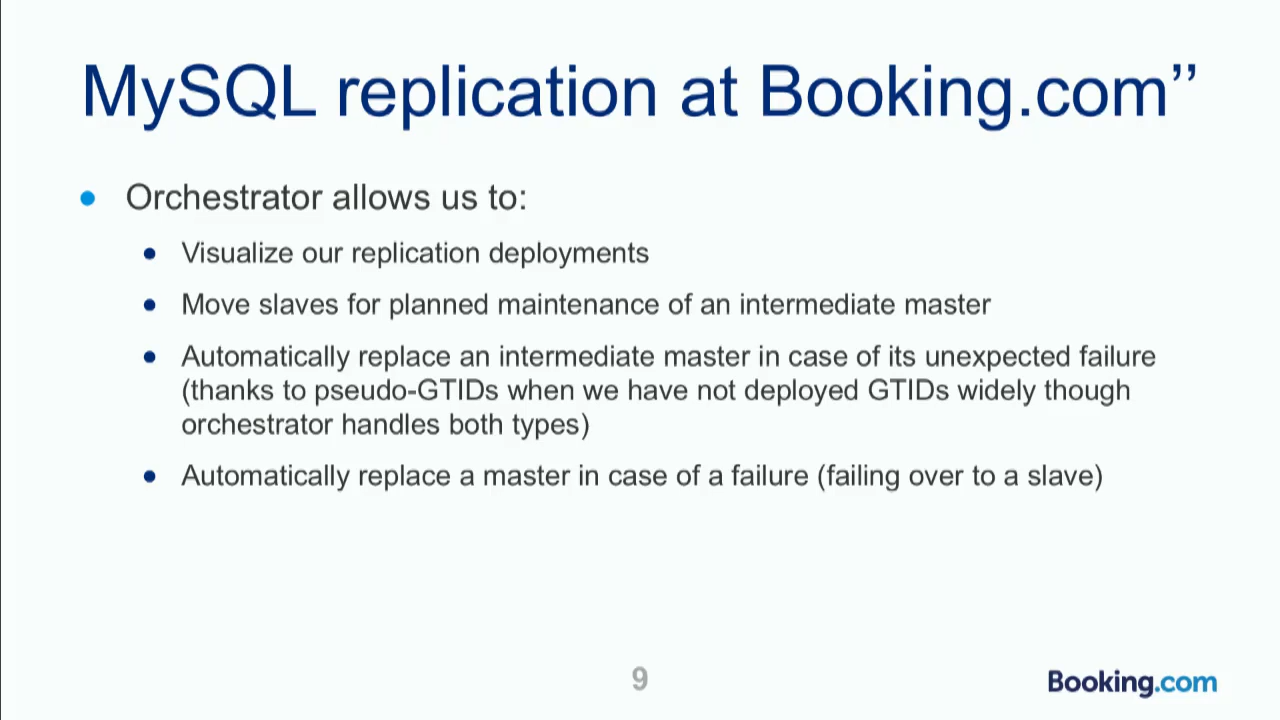 MySQL replication at Booking.com’’
• Orchestrator allows us to:
• Visualize our replication deployments
• Move slaves for planned maintenance of an intermediate master
• Automatically replace an intermediate master in case of its unexpected failure
(thanks to pseudo-GTIDs when we have not deployed GTIDs widely though
orchestrator handles both types)
• Automatically replace a master in case of a failure (failing over to a slave)
9
Booking.com